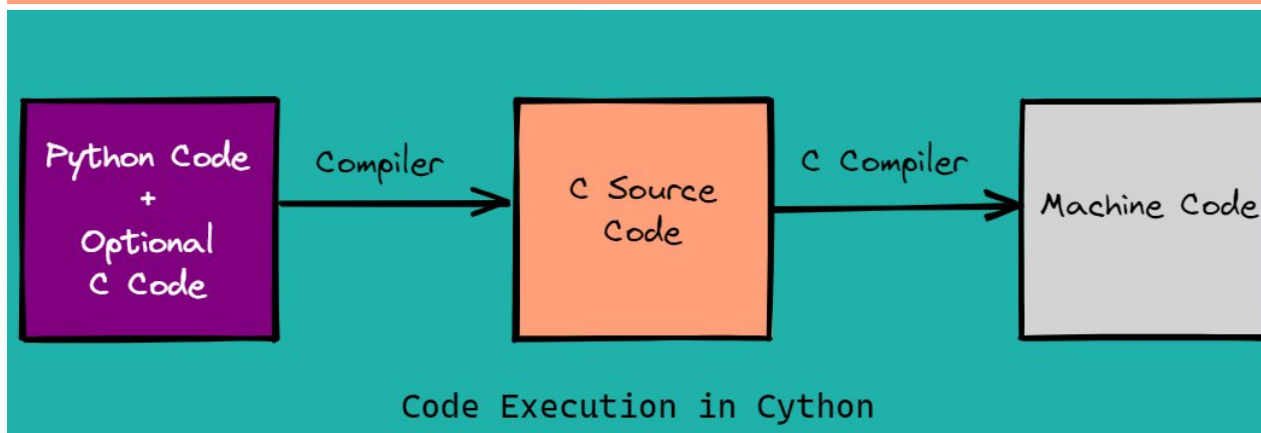 Python Code
+
Optional
C Code
Compiler
C Source
Code
C Compiler
Machine Code
Code Execution in Cython